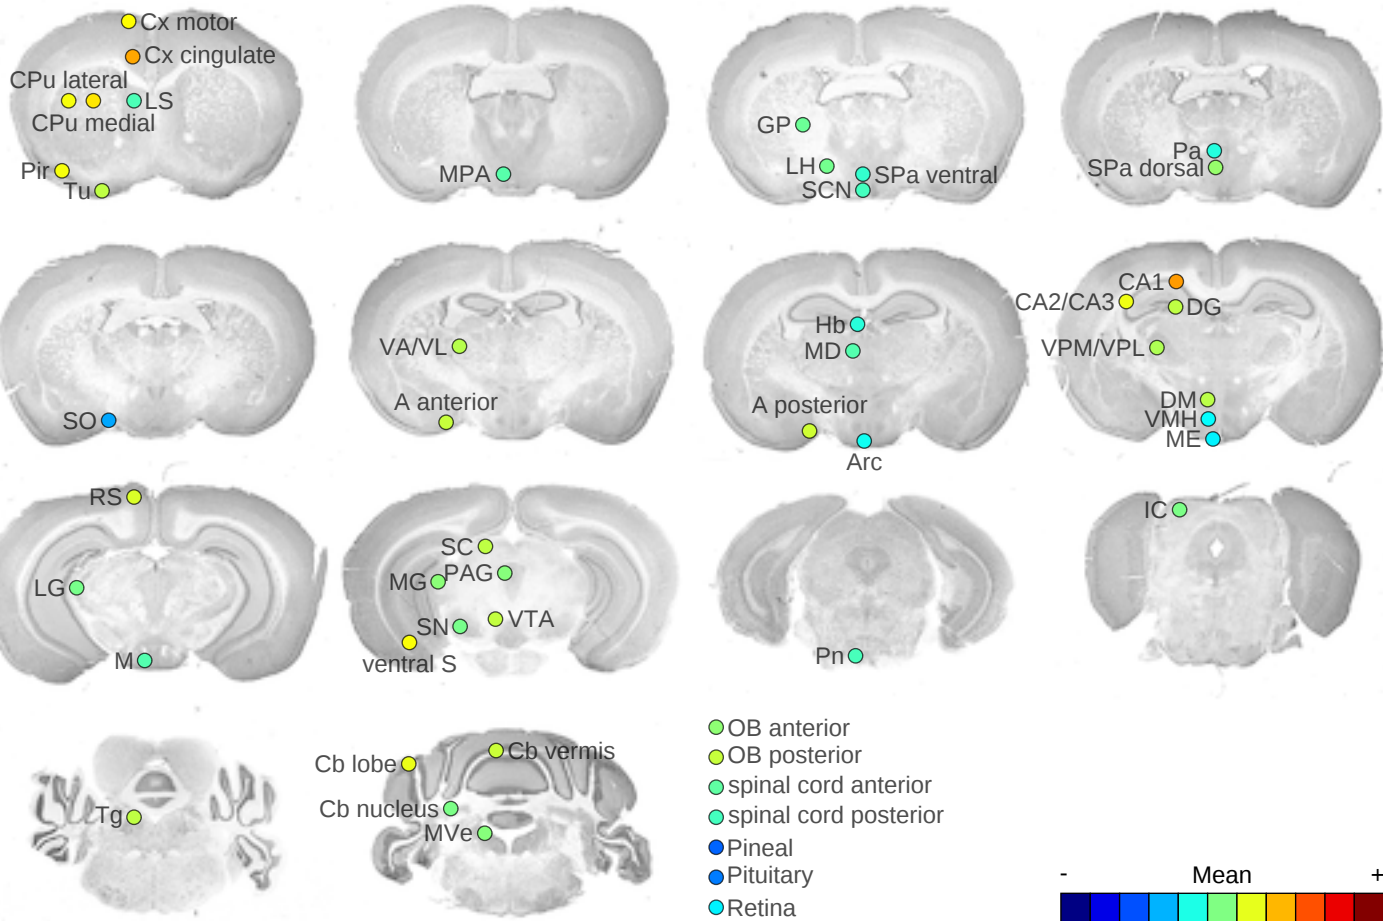 Cx motor
Cx cingulate
CPu lateral
LS
CPu medial
Pir
Tu
MPA
GP
LH
SPa ventral
SCN
Pa
SPa dorsal
SO
VA/VL
A anterior
Hb
MD
A posterior
Arc
CA1
CA2/CA3
DG
VPM/VPL
DM
VMH
ME
RS
LG
M
SC
MG
PAG
SN
VTA
ventral S
Pn
IC
Tg
Cb lobe
Cb vermis
Cb nucleus
MVe
OB anterior
OB posterior
spinal cord anterior
spinal cord posterior
Pineal
Pituitary
Retina
- Mean +